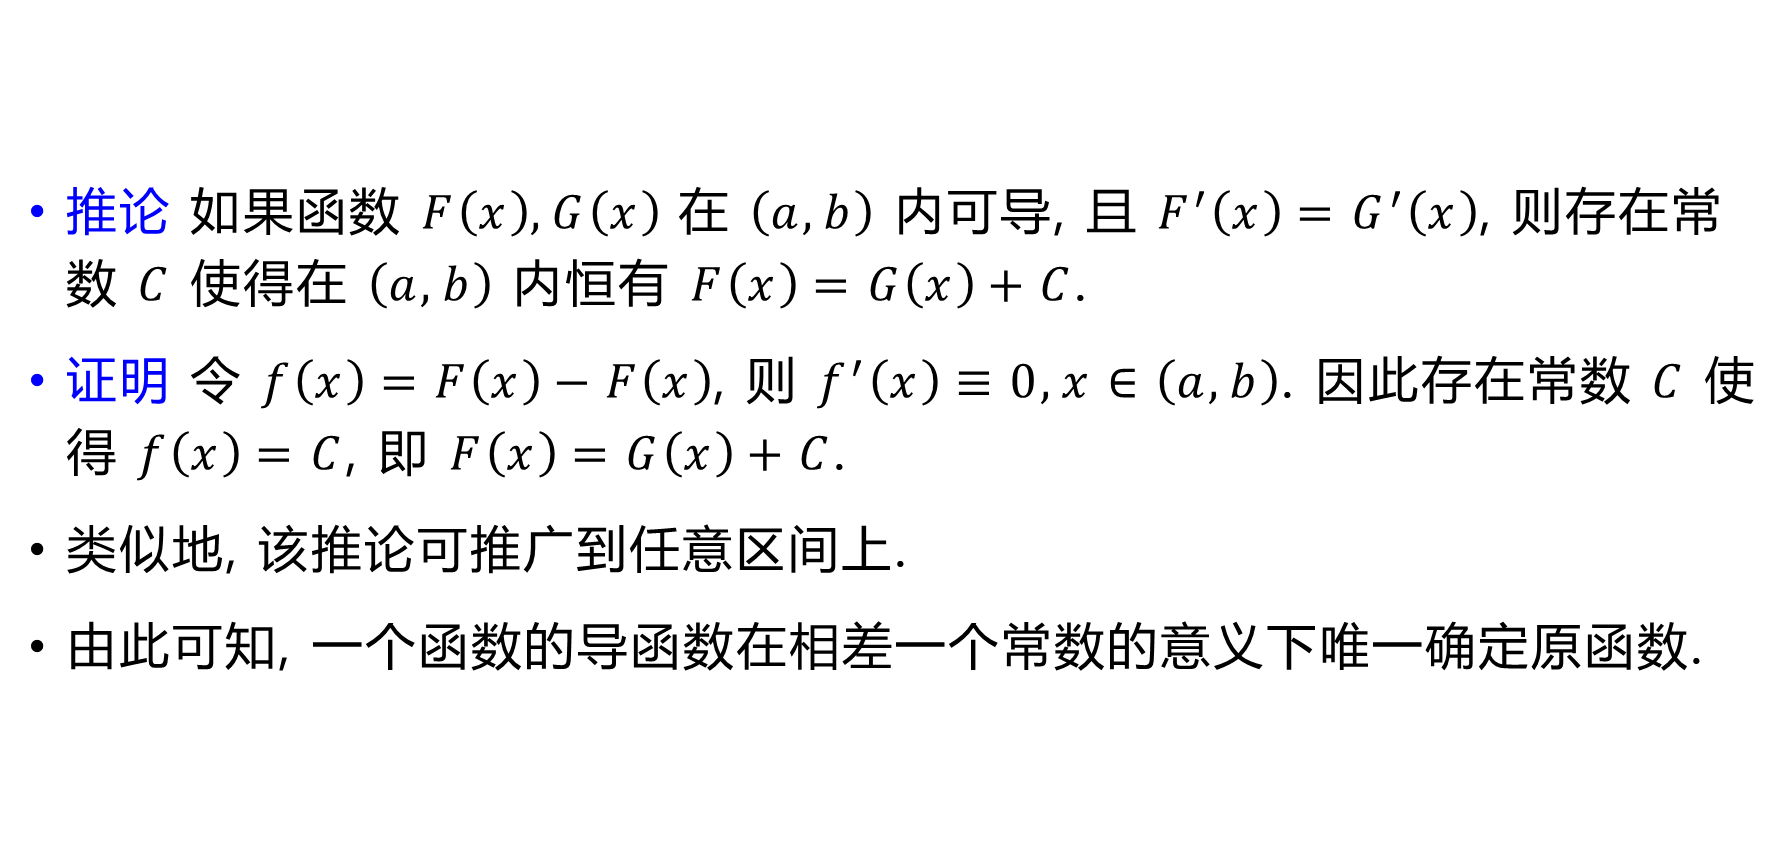 • 推论 如果函数 F(x), G(x) 在 (a, b) 内可导, 且 F′(x) = G′(x), 则存在常
数 C 使得在 (a, b) 内恒有 F(x) = G(x) + C.
• 证明 令 f(x) = F(x) − F(x), 则 f′(x) ≡ 0, x ∈ (a, b). 因此存在常数 C 使
得 f(x) = C, 即 F(x) = G(x) + C.
• 类似地, 该推论可推广到任意区间上.
• 由此可知, 一个函数的导函数在相差一个常数的意义下唯一确定原函数.